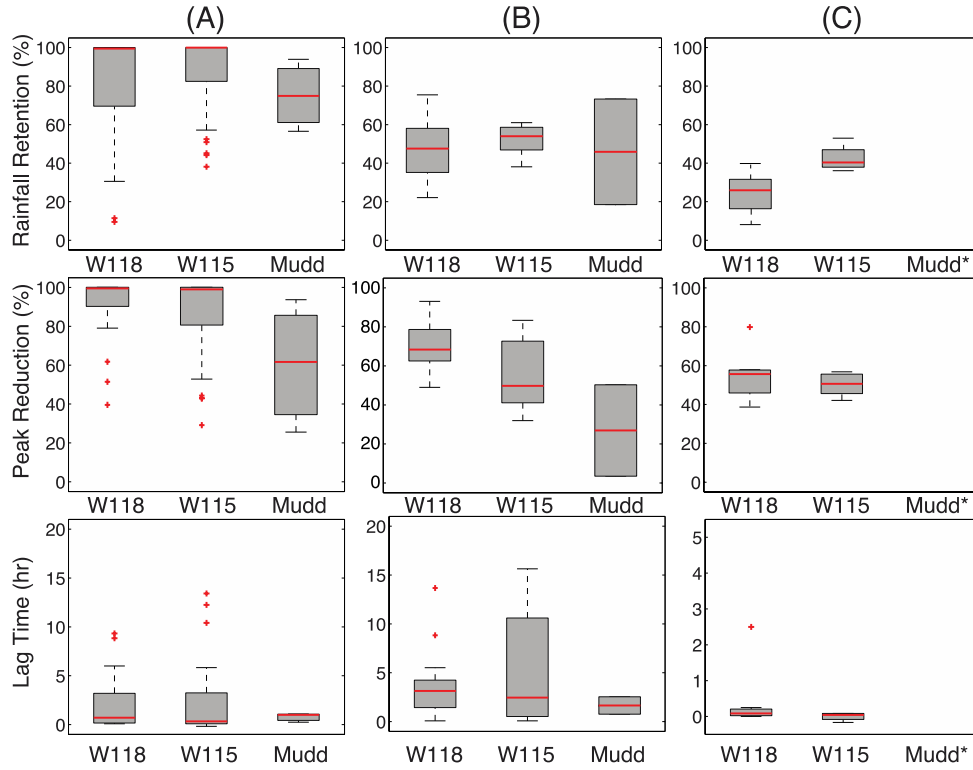 (A) (B) (C)
Rainfall Retention (%)
100 100 100
80 80 80
60 60 60
40 40 40
20 20 20
0 0 0
W118 W115 Mudd W118 W115 Mudd W118 W115 Mudd*
Peak Reduction (%)
100 100 100
80 80 80
60 60 60
40 40 40
20 20 20
0 0 0
W118 W115 Mudd W118 W115 Mudd W118 W115 Mudd*
Lag Time (hr)
20 20 5
15 15 4
10 10 3
5 5 2
0 0 1
0
W118 W115 Mudd W118 W115 Mudd W118 W115 Mudd*